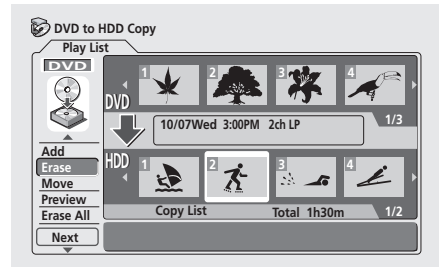 DVD to HDD Copy
Play List
DVD
DVD
1 2 3 4
10/07Wed 3:00PM 2ch LP
1/3
HDD
1 2 3 4
Copy List Total 1h30m 1/2
Add
Erase
Move
Preview
Erase All
Next